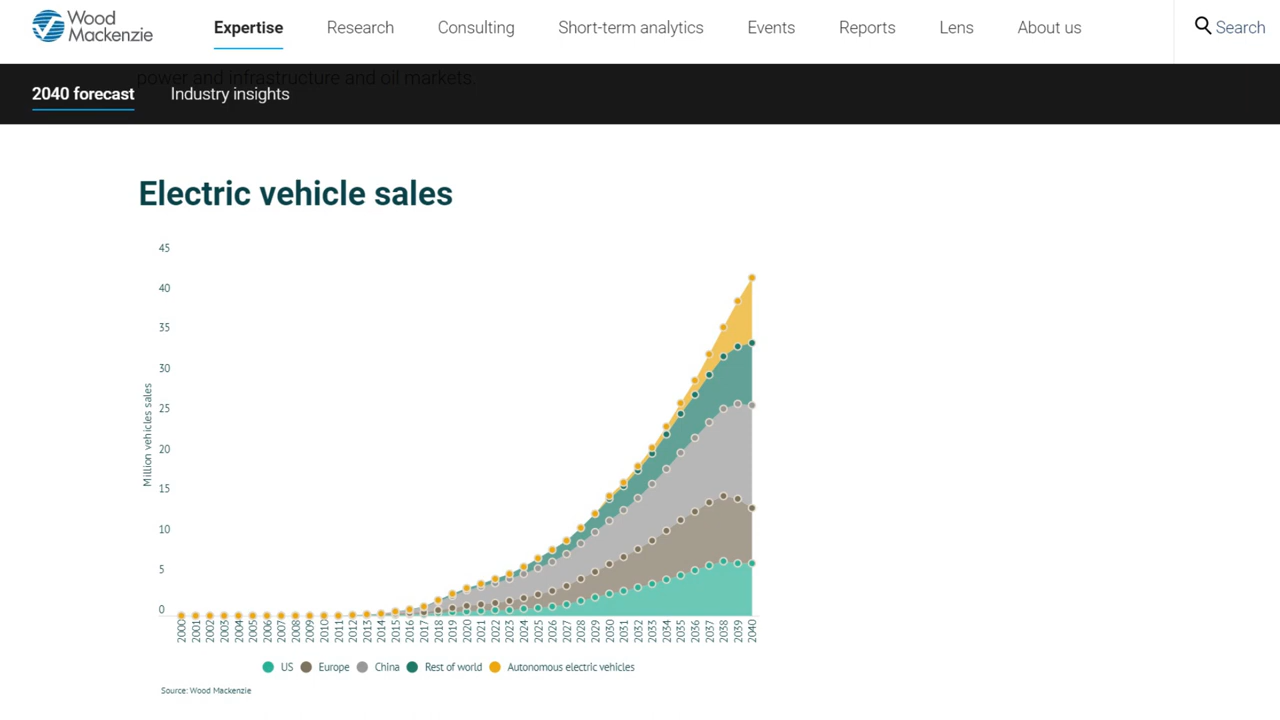 Wood
Mackenzie
Expertise Research Consulting Short-term analytics Events Reports Lens About us Search
power and infrastructure and oil markets.
2040 forecast Industry insights
Electric vehicle sales
45
40
35
30
25
20
15
10
5
0
Million vehicles sales
2000 2001 2002 2003 2004 2005 2006 2007 2008 2009 2010 2011 2012 2013 2014 2015 2016 2017 2018 2019 2020 2021 2022 2023 2024 2025 2026 2027 2028 2029 2030 2031 2032 2033 2034 2035 2036 2037 2038 2039 2040
US Europe China Rest of world Autonomous electric vehicles
Source: Wood Mackenzie